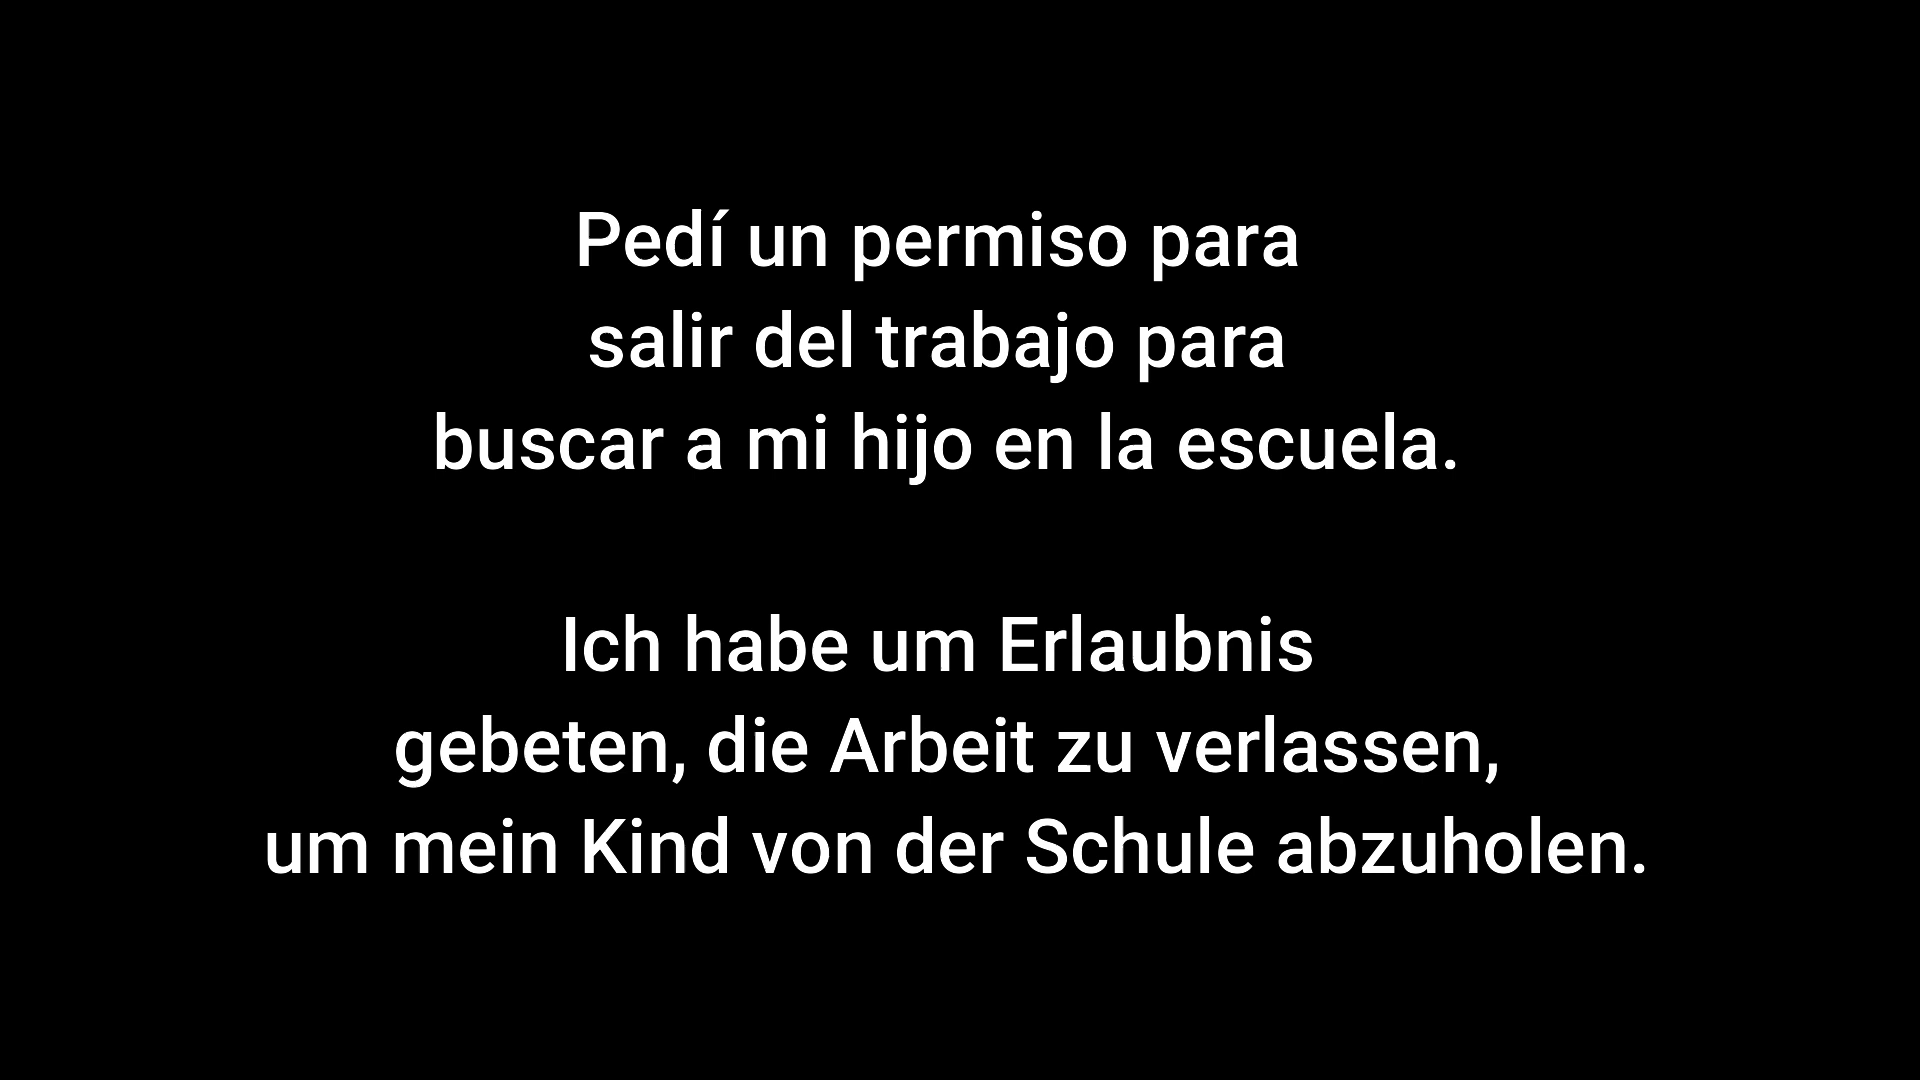 Pedí un permiso para
salir del trabajo para
buscar a mi hijo en la escuela.
Ich habe um Erlaubnis
gebeten, die Arbeit zu verlassen,
um mein Kind von der Schule abzuholen.